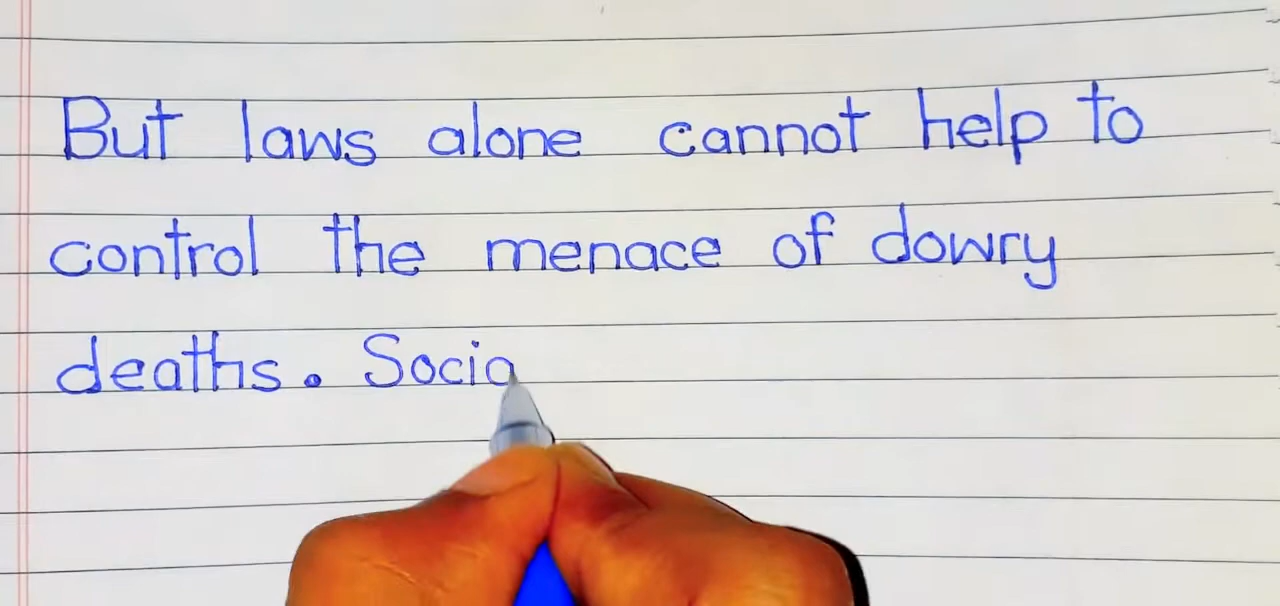 But laws alone cannot help to
control the menace of dowry
deaths. Socia